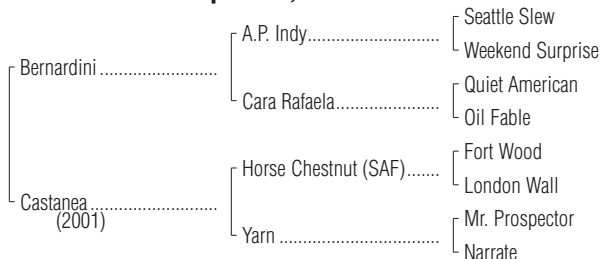 Seattle Slew
A.P. Indy
Weekend Surprise
Bernardini
Quiet American
Cara Rafaela
Oil Fable
Fort Wood
Horse Chestnut (SAF)
London Wall
Castanea
(2001)
Mr. Prospector
Yarn
Narrate